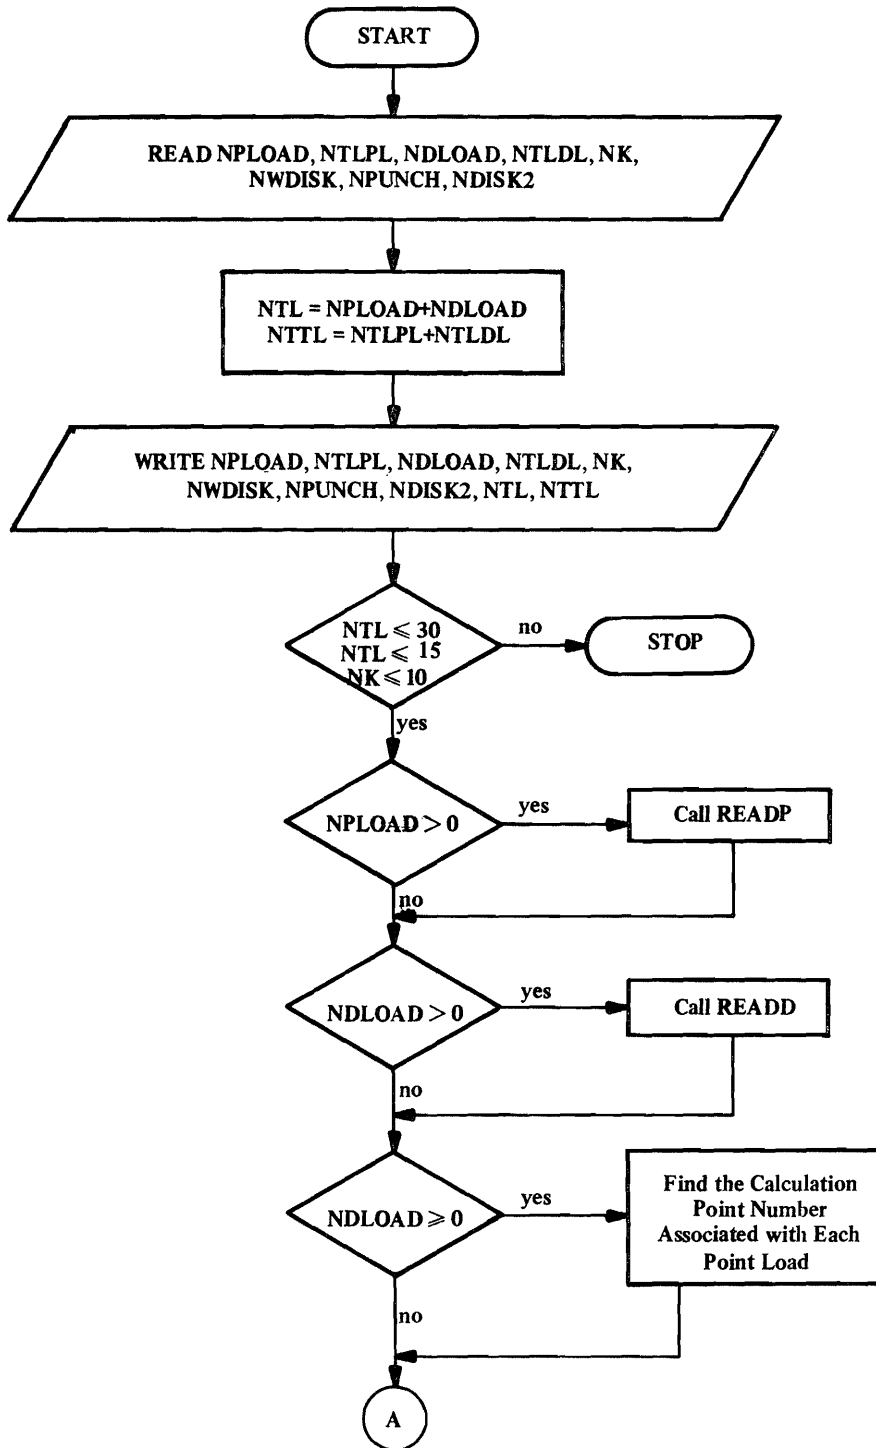 START
READ NPLOAD, NTLPL, NDLOAD, NTLDL, NK,
NWDISK, NPUNCH, NDISK2
NTL = NPLOAD+NDLOAD
NTTL = NTLPL+NTLDL
WRITE NPLOAD, NTLPL, NDLOAD, NTLDL, NK,
NWDISK, NPUNCH, NDISK2, NTL, NTTL
NTL ⩽ 30
NTL ⩽ 15
NK ⩽ 10
no
STOP
yes
NPLOAD > 0
yes
Call READP
no
NDLOAD > 0
yes
Call READD
no
NDLOAD ⩾ 0
yes
Find the Calculation
Point Number
Associated with Each
Point Load
no
A